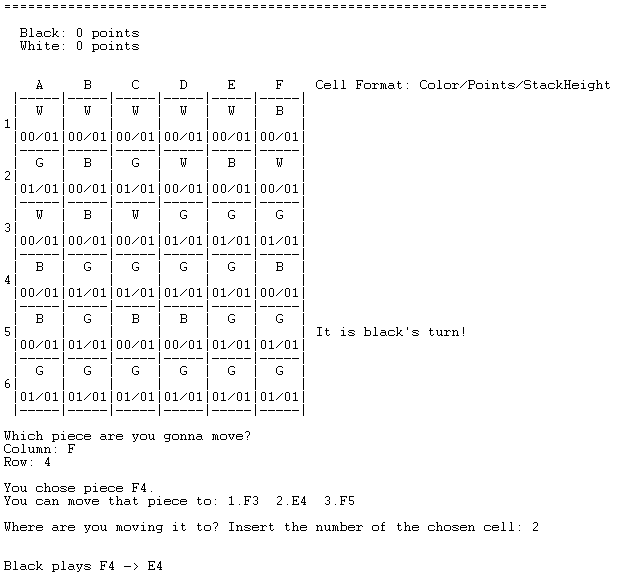 ====================================================================
Black: 0 points
White: 0 points
A B C D E F Cell Format: Color/Points/StackHeight
|-----|-----|-----|-----|-----|-----|
| W | W | W | W | W | B |
1| | | | | | |
|00/01|00/01|00/01|00/01|00/01|00/01|
|-----|-----|-----|-----|-----|-----|
| G | B | G | W | B | W |
2| | | | | | |
|01/01|00/01|01/01|00/01|00/01|00/01|
|-----|-----|-----|-----|-----|-----|
| W | B | W | G | G | G |
3| | | | | | |
|00/01|00/01|00/01|01/01|01/01|01/01|
|-----|-----|-----|-----|-----|-----|
| B | G | G | G | G | B |
4| | | | | | |
|00/01|01/01|01/01|01/01|01/01|00/01|
|-----|-----|-----|-----|-----|-----|
| B | G | B | B | G | G |
5| | | | | | | It is black's turn!
|00/01|01/01|00/01|00/01|01/01|01/01|
|-----|-----|-----|-----|-----|-----|
| G | G | G | G | G | G |
6| | | | | | |
|01/01|01/01|01/01|01/01|01/01|01/01|
|-----|-----|-----|-----|-----|-----|
Which piece are you gonna move?
Column: F
Row: 4
You chose piece F4.
You can move that piece to: 1.F3 2.E4 3.F5
Where are you moving it to? Insert the number of the chosen cell: 2
Black plays F4 -> E4